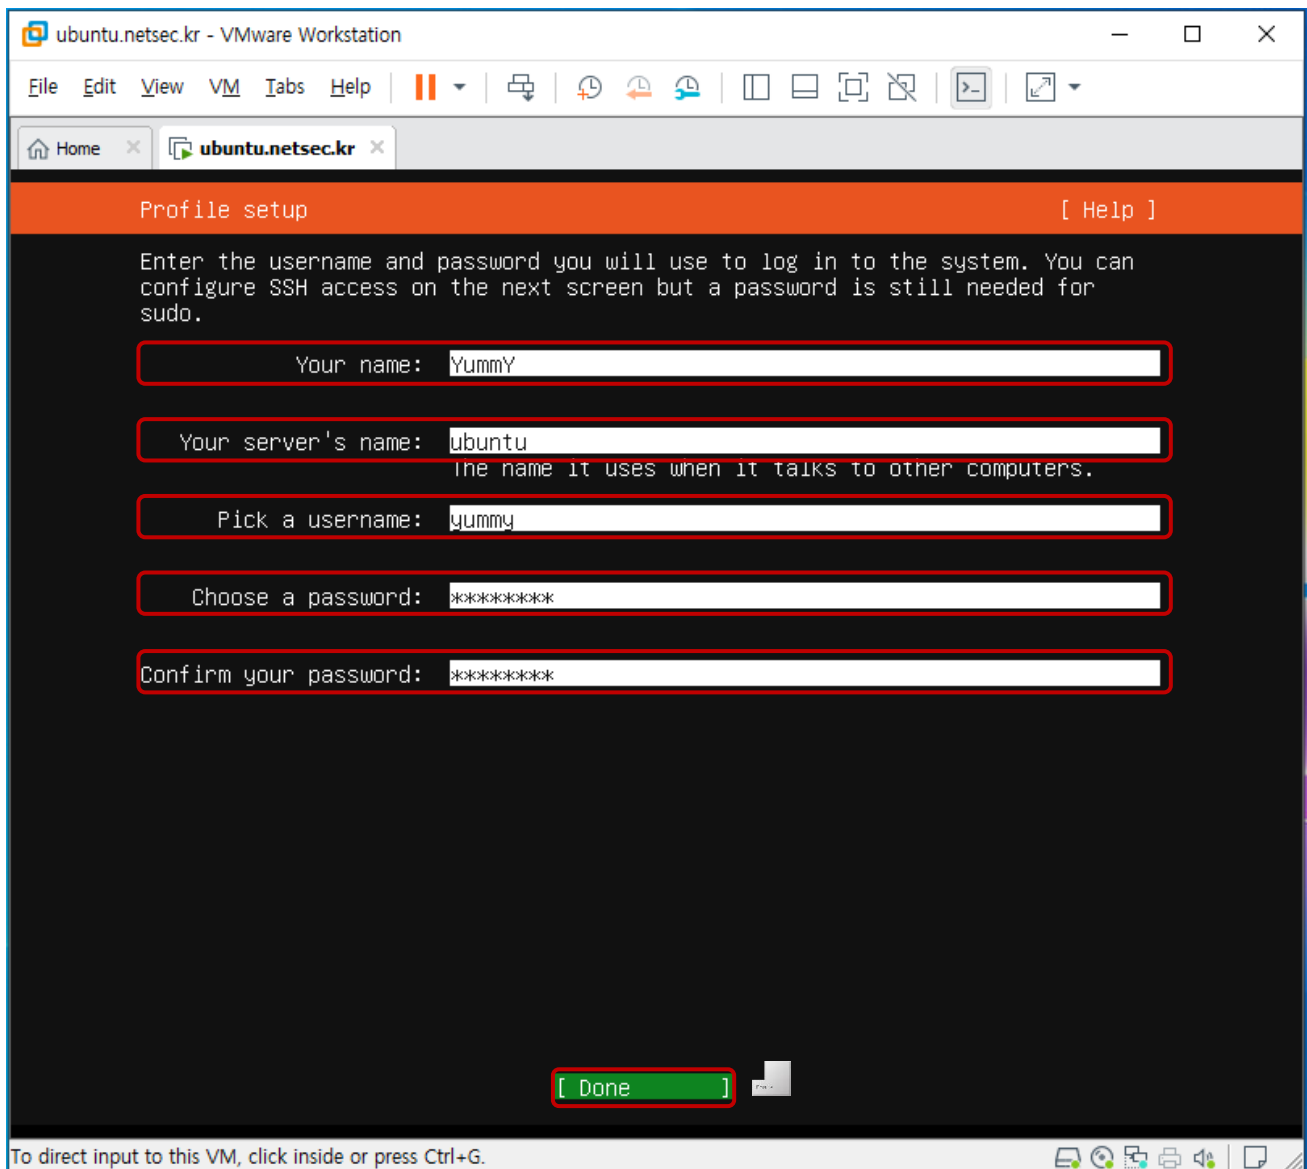 ubuntu.netsec.kr - VMware Workstation
File Edit View VM Tabs Help
Home ubuntu.netsec.kr
Profile setup [ Help ]
Enter the username and password you will use to log in to the system. You can
configure SSH access on the next screen but a password is still needed for
sudo.
Your name: YummY
Your server's name: ubuntu
The name it uses when it talks to other computers.
Pick a username: yummy
Choose a password: ********
Confirm your password: ********
[ Done ]
To direct input to this VM, click inside or press Ctrl+G.